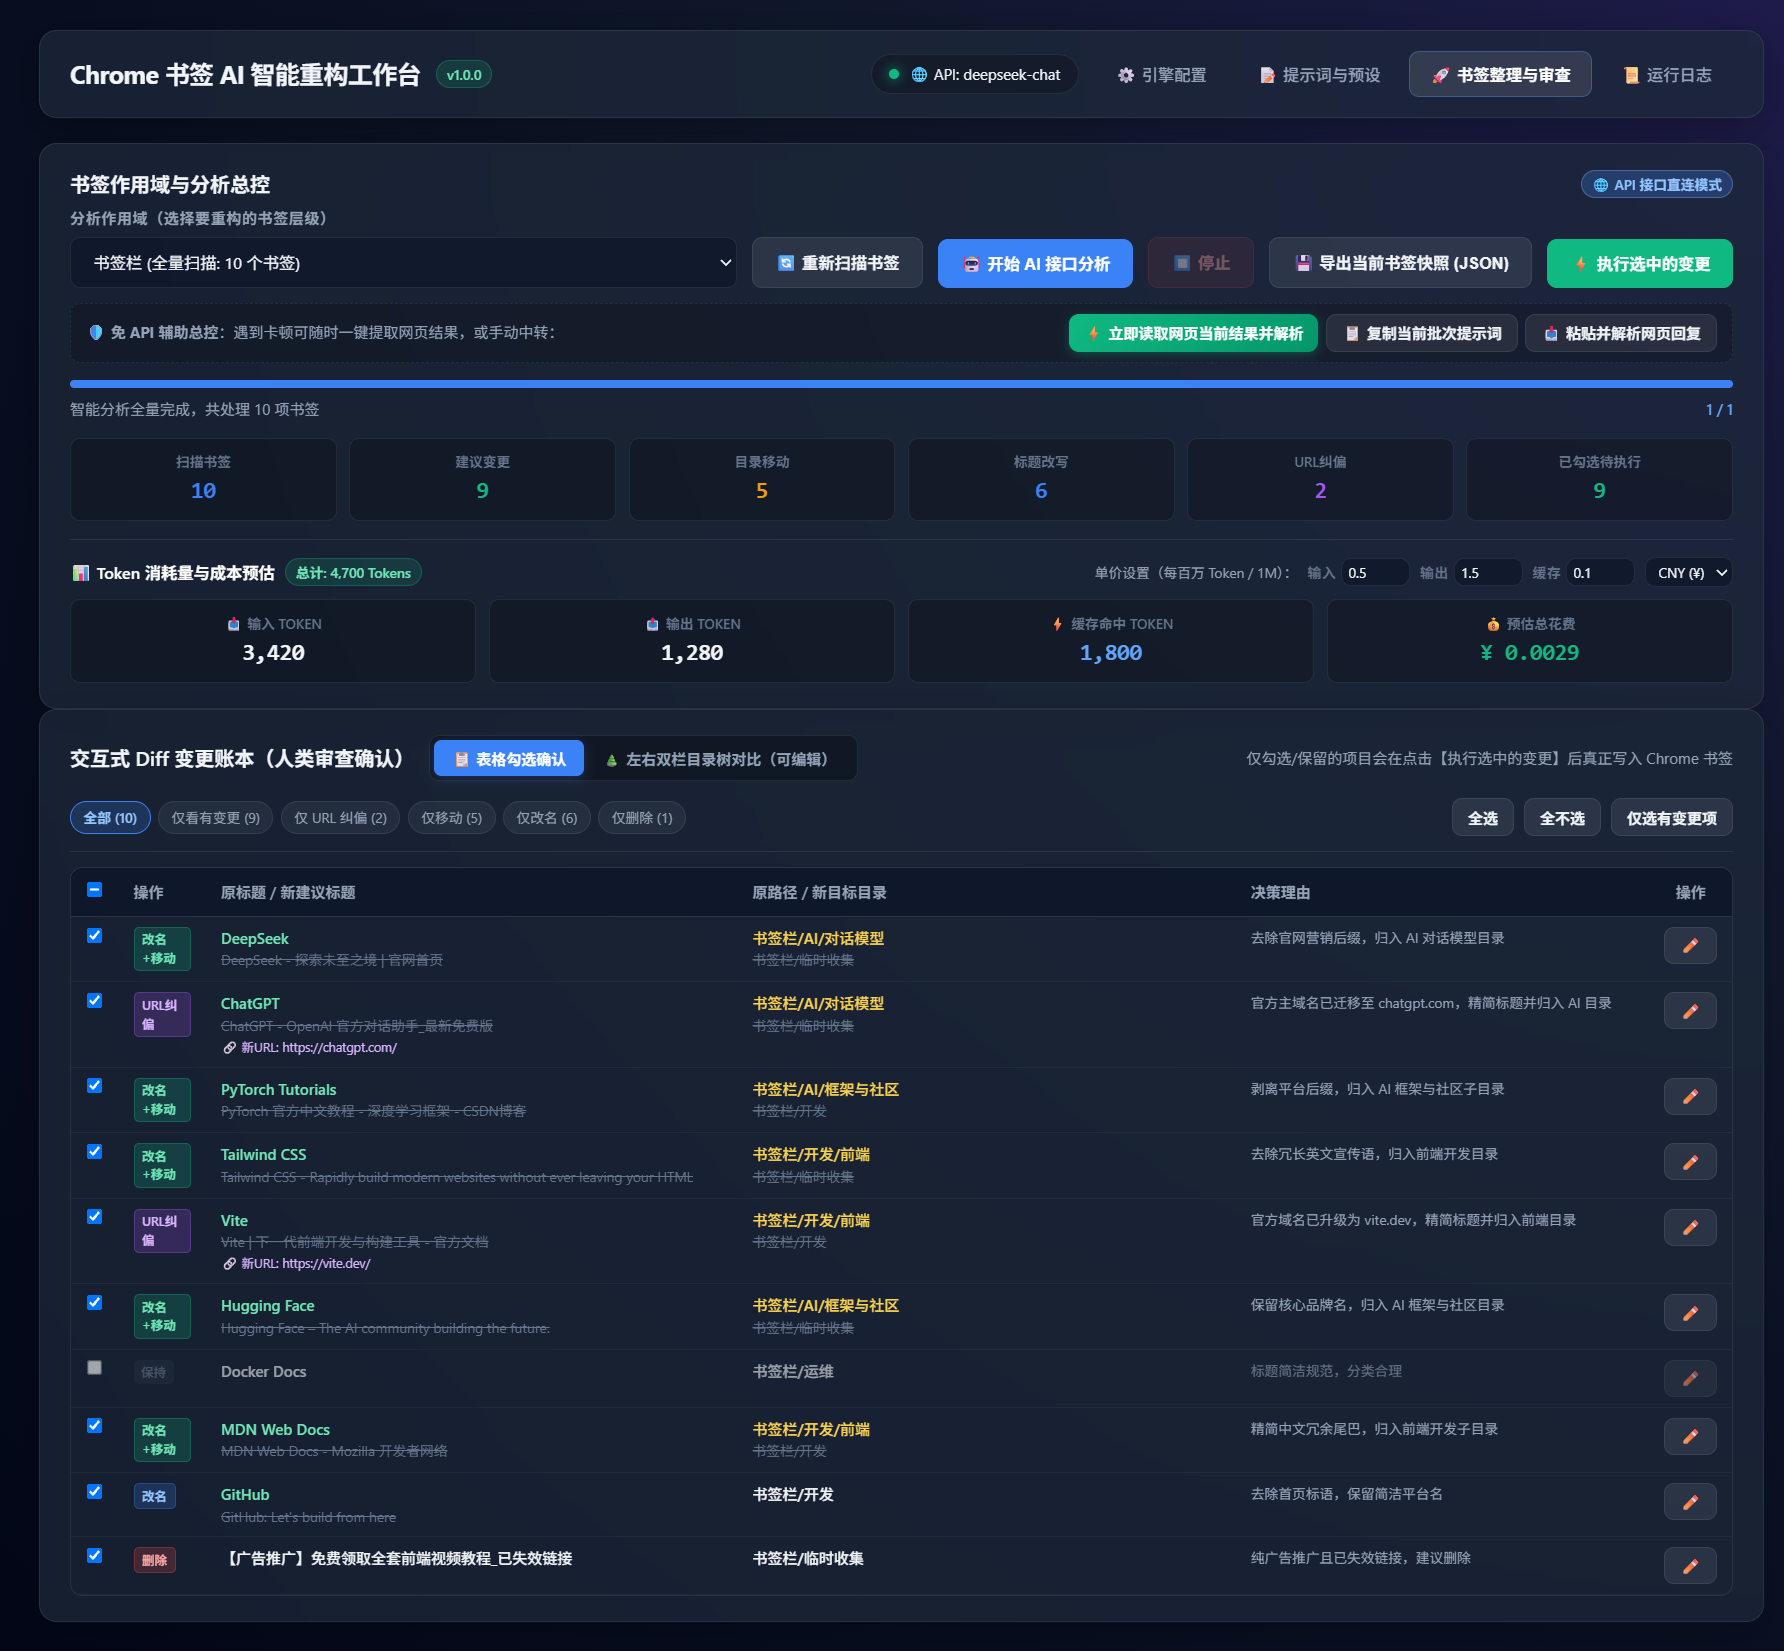 Chrome 书签 AI 智能重构工作台
v1.0.0
API: deepseek-chat
引擎配置
提示词与预设
书签整理与审查
运行日志
书签作用域与分析总控
API 接口直连模式
分析作用域（选择要重构的书签层级）
书签栏 (全量扫描: 10 个书签)
重新扫描书签
开始 AI 接口分析
停止
导出当前书签快照 (JSON)
执行选中的变更
免 API 辅助总控：遇到卡顿可随时一键提取网页结果，或手动中转：
立即读取网页当前结果并解析
复制当前批次提示词
粘贴并解析网页回复
智能分析全量完成，共处理 10 项书签
1 / 1
扫描书签
10
建议变更
9
目录移动
5
标题改写
6
URL纠偏
2
已勾选待执行
9
Token 消耗量与成本预估
总计: 4,700 Tokens
单价设置（每百万 Token / 1M）：
输入
0.5
输出
1.5
缓存
0.1
CNY (¥)
输入 TOKEN
3,420
输出 TOKEN
1,280
缓存命中 TOKEN
1,800
预估总花费
¥ 0.0029
交互式 Diff 变更账本（人类审查确认）
表格勾选确认
左右双栏目录树对比（可编辑）
仅勾选/保留的项目会在点击【执行选中的变更】后真正写入 Chrome 书签
全部 (10)
仅看有变更 (9)
仅 URL 纠偏 (2)
仅移动 (5)
仅改名 (6)
仅删除 (1)
全选
全不选
仅选有变更项
操作
原标题 / 新建议标题
原路径 / 新目标目录
决策理由
操作
改名
+移动
DeepSeek
DeepSeek - 探索未至之境 | 官网首页
书签栏/AI/对话模型
书签栏/临时收集
去除官网营销后缀，归入 AI 对话模型目录
URL纠
偏
ChatGPT
ChatGPT - OpenAI 官方对话助手_最新免费版
新URL: https://chatgpt.com/
书签栏/AI/对话模型
书签栏/临时收集
官方主域名已迁移至 chatgpt.com，精简标题并归入 AI 目录
改名
+移动
PyTorch Tutorials
PyTorch 官方中文教程 - 深度学习框架 - CSDN博客
书签栏/AI/框架与社区
书签栏/开发
剥离平台后缀，归入 AI 框架与社区子目录
改名
+移动
Tailwind CSS
Tailwind CSS - Rapidly build modern websites without ever leaving your HTML
书签栏/开发/前端
书签栏/临时收集
去除冗长英文宣传语，归入前端开发目录
URL纠
偏
Vite
Vite | 下一代前端开发与构建工具 - 官方文档
新URL: https://vite.dev/
书签栏/开发/前端
书签栏/开发
官方域名已升级为 vite.dev，精简标题并归入前端目录
改名
+移动
Hugging Face
Hugging Face – The AI community building the future.
书签栏/AI/框架与社区
书签栏/临时收集
保留核心品牌名，归入 AI 框架与社区目录
保持
Docker Docs
书签栏/运维
标题简洁规范，分类合理
改名
+移动
MDN Web Docs
MDN Web Docs - Mozilla 开发者网络
书签栏/开发/前端
书签栏/开发
精简中文冗余尾巴，归入前端开发子目录
改名
GitHub
GitHub: Let's build from here
书签栏/开发
去除首页标语，保留简洁平台名
删除
【广告推广】免费领取全套前端视频教程_已失效链接
书签栏/临时收集
纯广告推广且已失效链接，建议删除